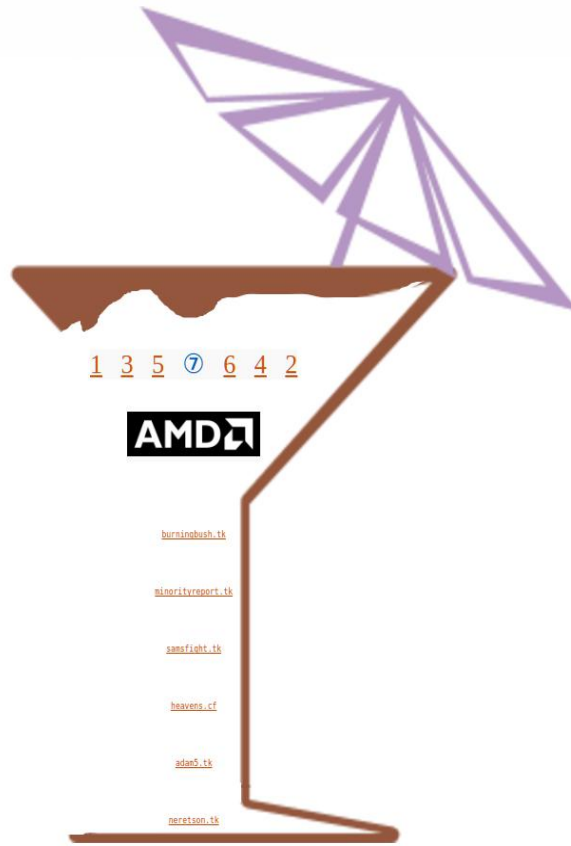 1 3 5 ⑦ 6 4 2
AMD
burningbush.tk
minorityreport.tk
samsfight.tk
heavens.cf
adam5.tk
neretson.tk